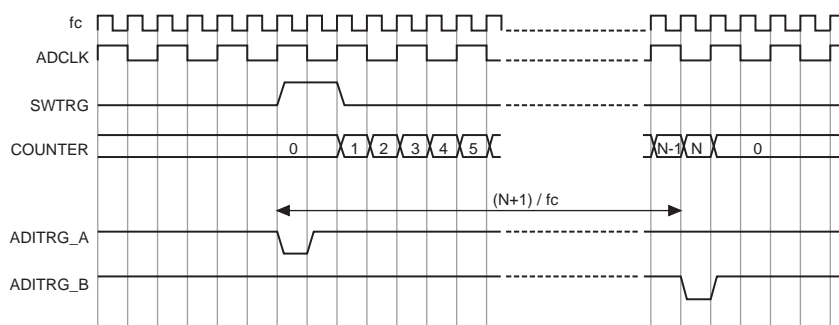 fc
ADCLK
SWTRG
COUNTER 0 1 2 3 4 5 N-1 N 0
(N+1) / fc
ADITRG_A
ADITRG_B